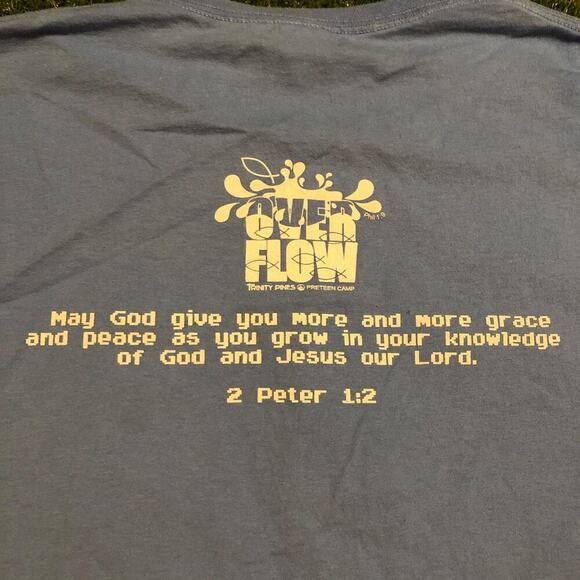 OVER
Phil 1:9
FLOW
TRINITY PINES PRETEEN CAMP
May God give you more and more grace
and peace as you grow in your knowledge
of God and Jesus our Lord.
2 Peter 1:2